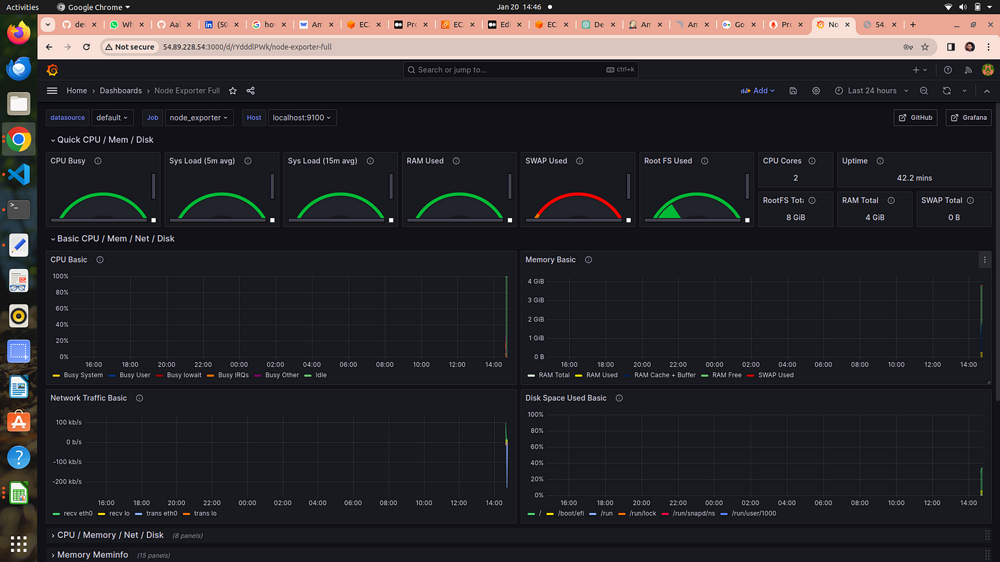 Activities Google Chrome Jan 20 14:46
dev Wh Aal (50 ho Am EC2 Pro EC2 Edi EC2 De Am Am Go Pro No 54.
Not secure 54.89.228.54:3000/d/rYdddlPWk/node-exporter-full
Search or jump to... ctrl+k
Home › Dashboards › Node Exporter Full Add Last 24 hours
datasource default Job node_exporter Host localhost:9100 GitHub Grafana
Quick CPU / Mem / Disk
CPU Busy Sys Load (5m avg) Sys Load (15m avg) RAM Used SWAP Used Root FS Used CPU Cores Uptime
2 42.2 mins
RootFS Tota RAM Total SWAP Total
8 GiB 4 GiB 0 B
Basic CPU / Mem / Net / Disk
CPU Basic
100%
80%
60%
40%
20%
0%
16:00 18:00 20:00 22:00 00:00 02:00 04:00 06:00 08:00 10:00 12:00 14:00
Busy System Busy User Busy Iowait Busy IRQs Busy Other Idle
Memory Basic
4 GiB
3 GiB
2 GiB
1 GiB
0 B
16:00 18:00 20:00 22:00 00:00 02:00 04:00 06:00 08:00 10:00 12:00 14:00
RAM Total RAM Used RAM Cache + Buffer RAM Free SWAP Used
Network Traffic Basic
100 kb/s
0 b/s
-100 kb/s
-200 kb/s
16:00 18:00 20:00 22:00 00:00 02:00 04:00 06:00 08:00 10:00 12:00 14:00
recv eth0 recv lo trans eth0 trans lo
Disk Space Used Basic
100%
80%
60%
40%
20%
0%
16:00 18:00 20:00 22:00 00:00 02:00 04:00 06:00 08:00 10:00 12:00 14:00
/ /boot/efi /run /run/lock /run/snapd/ns /run/user/1000
CPU / Memory / Net / Disk (8 panels)
Memory Meminfo (15 panels)